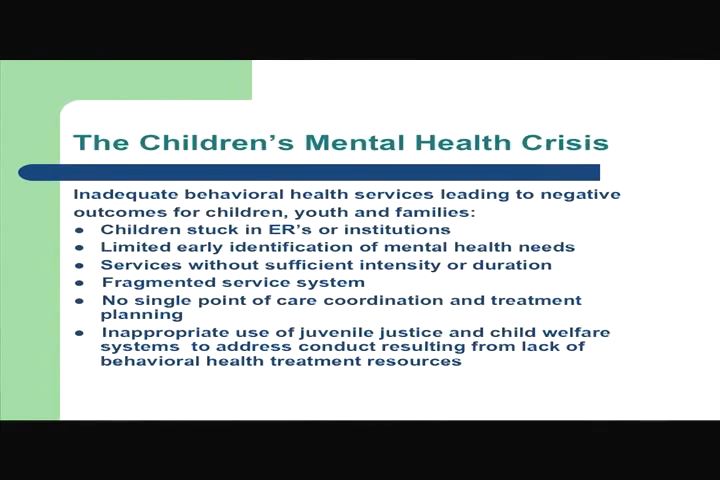 The Children's Mental Health Crisis
Inadequate behavioral health services leading to negative
outcomes for children, youth and families:
● Children stuck in ER's or institutions
● Limited early identification of mental health needs
● Services without sufficient intensity or duration
● Fragmented service system
● No single point of care coordination and treatment
planning
● Inappropriate use of juvenile justice and child welfare
systems to address conduct resulting from lack of
behavioral health treatment resources